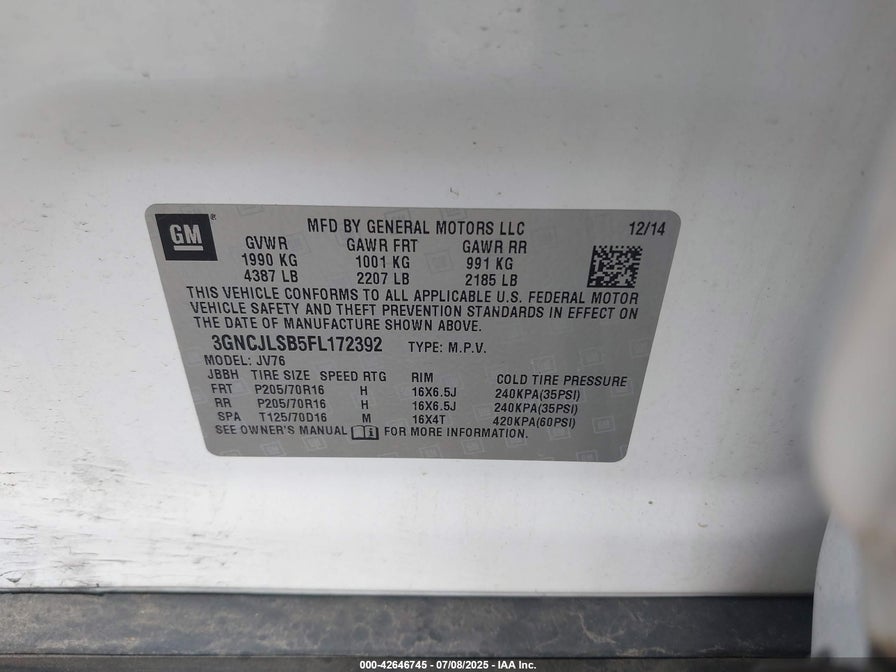 GM
MFD BY GENERAL MOTORS LLC 12/14
GVWR GAWR FRT GAWR RR
1990 KG 1001 KG 991 KG
4387 LB 2207 LB 2185 LB
THIS VEHICLE CONFORMS TO ALL APPLICABLE U.S. FEDERAL MOTOR
VEHICLE SAFETY AND THEFT PREVENTION STANDARDS IN EFFECT ON
THE DATE OF MANUFACTURE SHOWN ABOVE.
3GNCJLSB5FL172392 TYPE: M.P.V.
MODEL: JV76
JBBH TIRE SIZE SPEED RTG RIM COLD TIRE PRESSURE
FRT P205/70R16 H 16X6.5J 240KPA(35PSI)
RR P205/70R16 H 16X6.5J 240KPA(35PSI)
SPA T125/70D16 M 16X4T 420KPA(60PSI)
SEE OWNER'S MANUAL FOR MORE INFORMATION.
000-42646745 - 07/08/2025 - IAA Inc.